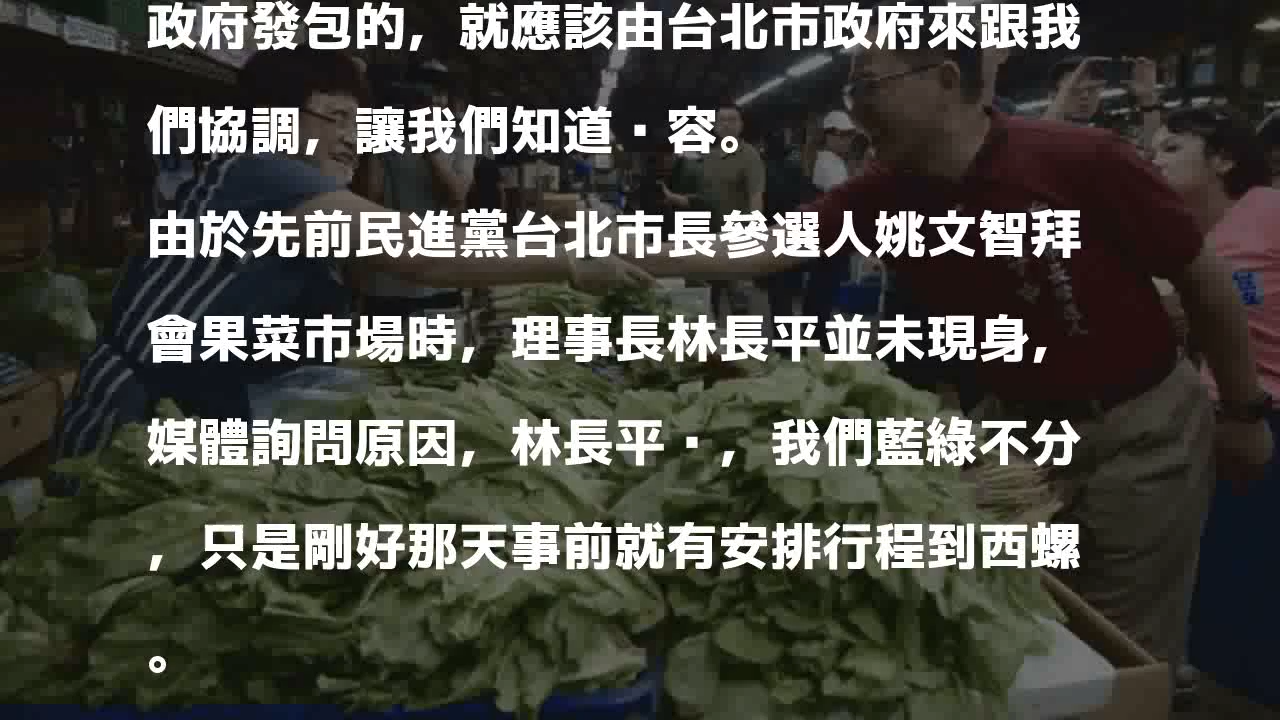 政府發包的，就應該由台北市政府來跟我
們協調，讓我們知道·容。
由於先前民進黨台北市長參選人姚文智拜
會果菜市場時，理事長林長平並未現身，
媒體詢問原因，林長平·，我們藍綠不分
，只是剛好那天事前就有安排行程到西螺
。